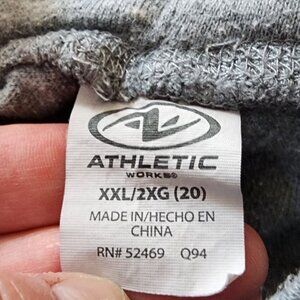 ATHLETIC
WORKS®
XXL/2XG (20)
MADE IN/HECHO EN
CHINA
RN# 52469 Q94